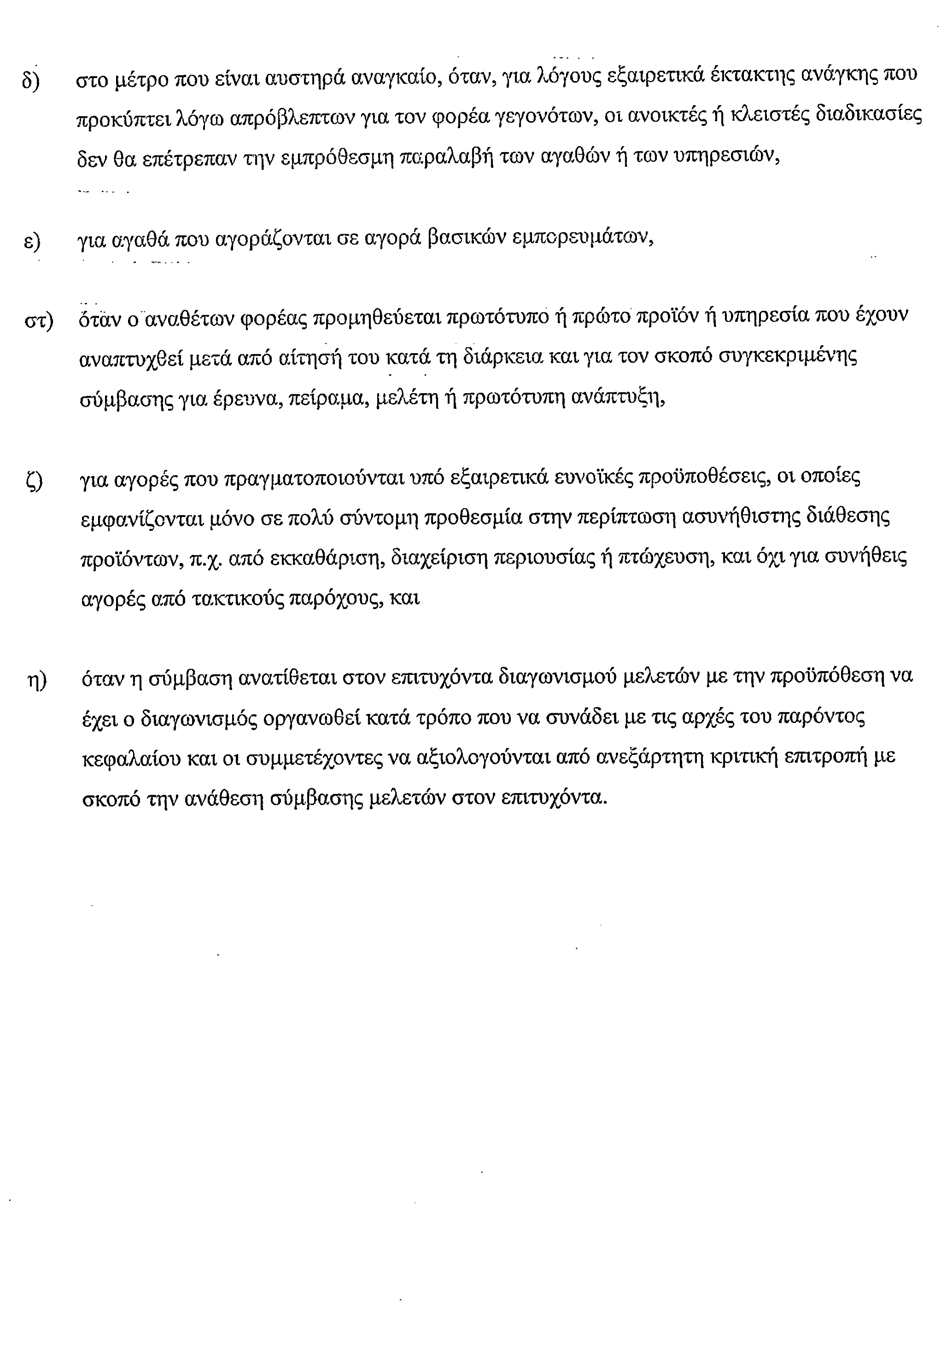 δ) στο μέτρο που είναι αυστηρά αναγκαίο, όταν, για λόγους εξαιρετικά έκτακτης ανάγκης που
προκύπτει λόγω απρόβλεπτων για τον φορέα γεγονότων, οι ανοικτές ή κλειστές διαδικασίες
δεν θα επέτρεπαν την εμπρόθεσμη παραλαβή των αγαθών ή των υπηρεσιών,
ε) για αγαθά που αγοράζονται σε αγορά βασικών εμπορευμάτων,
στ) όταν ο αναθέτων φορέας προμηθεύεται πρωτότυπο ή πρώτο προϊόν ή υπηρεσία που έχουν
αναπτυχθεί μετά από αίτησή του κατά τη διάρκεια και για τον σκοπό συγκεκριμένης
σύμβασης για έρευνα, πείραμα, μελέτη ή πρωτότυπη ανάπτυξη,
ζ) για αγορές που πραγματοποιούνται υπό εξαιρετικά ευνοϊκές προϋποθέσεις, οι οποίες
εμφανίζονται μόνο σε πολύ σύντομη προθεσμία στην περίπτωση ασυνήθιστης διάθεσης
προϊόντων, π.χ. από εκκαθάριση, διαχείριση περιουσίας ή πτώχευση, και όχι για συνήθεις
αγορές από τακτικούς παρόχους, και
η) όταν η σύμβαση ανατίθεται στον επιτυχόντα διαγωνισμού μελετών με την προϋπόθεση να
έχει ο διαγωνισμός οργανωθεί κατά τρόπο που να συνάδει με τις αρχές του παρόντος
κεφαλαίου και οι συμμετέχοντες να αξιολογούνται από ανεξάρτητη κριτική επιτροπή με
σκοπό την ανάθεση σύμβασης μελετών στον επιτυχόντα.